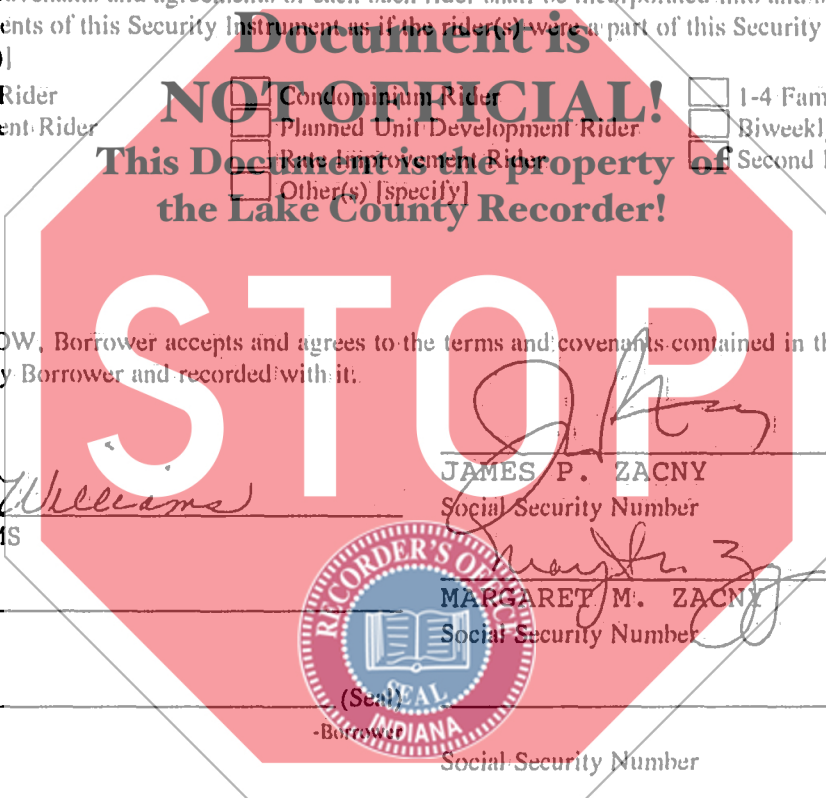 ents of this Security Instrument as if the rider(s) were a part of this Security
Document is
NOT OFFICIAL!
This Document is the property of
the Lake County Recorder!
Rider
Condominium Rider
1-4 Fam
ent Rider
Planned Unit Development Rider
Biweekl
Rate Improvement Rider
Second
Other(s) [specify]
STOP
OW, Borrower accepts and agrees to the terms and covenants contained in th
y Borrower and recorded with it.
Williams
JAMES P. ZACNY
Social Security Number
MS
MARGARET M. ZACNY
Social Security Number
RECORDER'S OFFICE
SEAL
INDIANA
(Seal)
-Borrower
Social Security Number